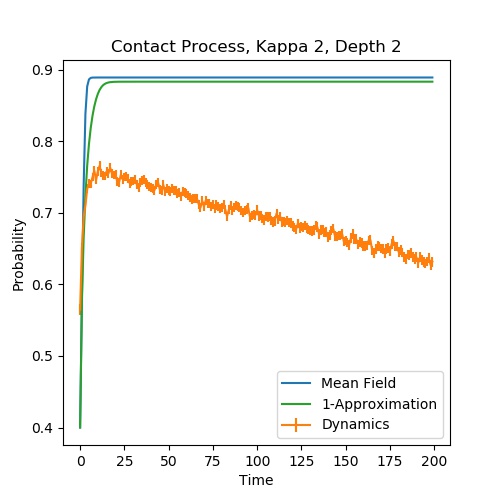 Contact Process, Kappa 2, Depth 2
0.9
0.8
0.7
0.6
0.5
0.4
Probability
0 25 50 75 100 125 150 175 200
Time
Mean Field
1-Approximation
Dynamics